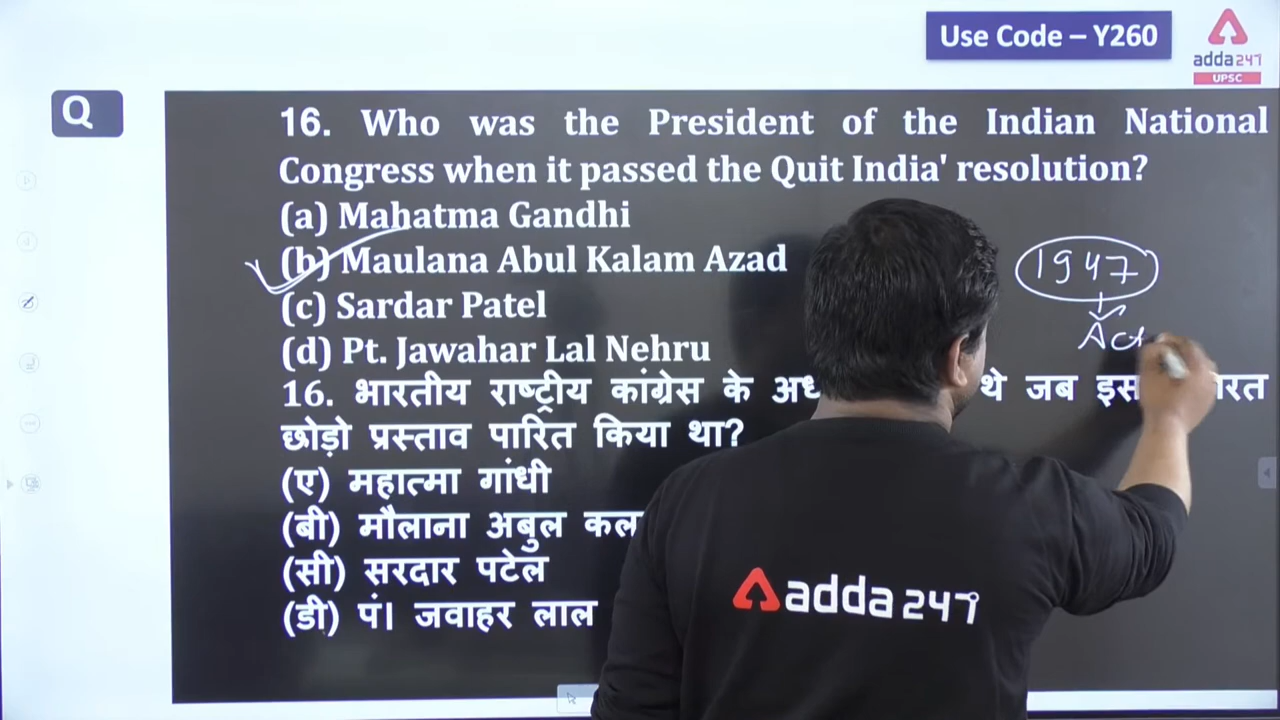 Use Code – Y260
adda247
UPSC
Q
16. Who was the President of the Indian National
Congress when it passed the Quit India' resolution?
(a) Mahatma Gandhi
(b) Maulana Abul Kalam Azad
(c) Sardar Patel
(d) Pt. Jawahar Lal Nehru
1947
Act
16. भारतीय राष्ट्रीय कांग्रेस के थे जब इस
छोड़ो प्रस्ताव पारित किया था?
(ए) महात्मा गांधी
(बी) मौलाना अबुल
(सी) सरदार पटेल
(डी) पं। जवाहर लाल
adda247